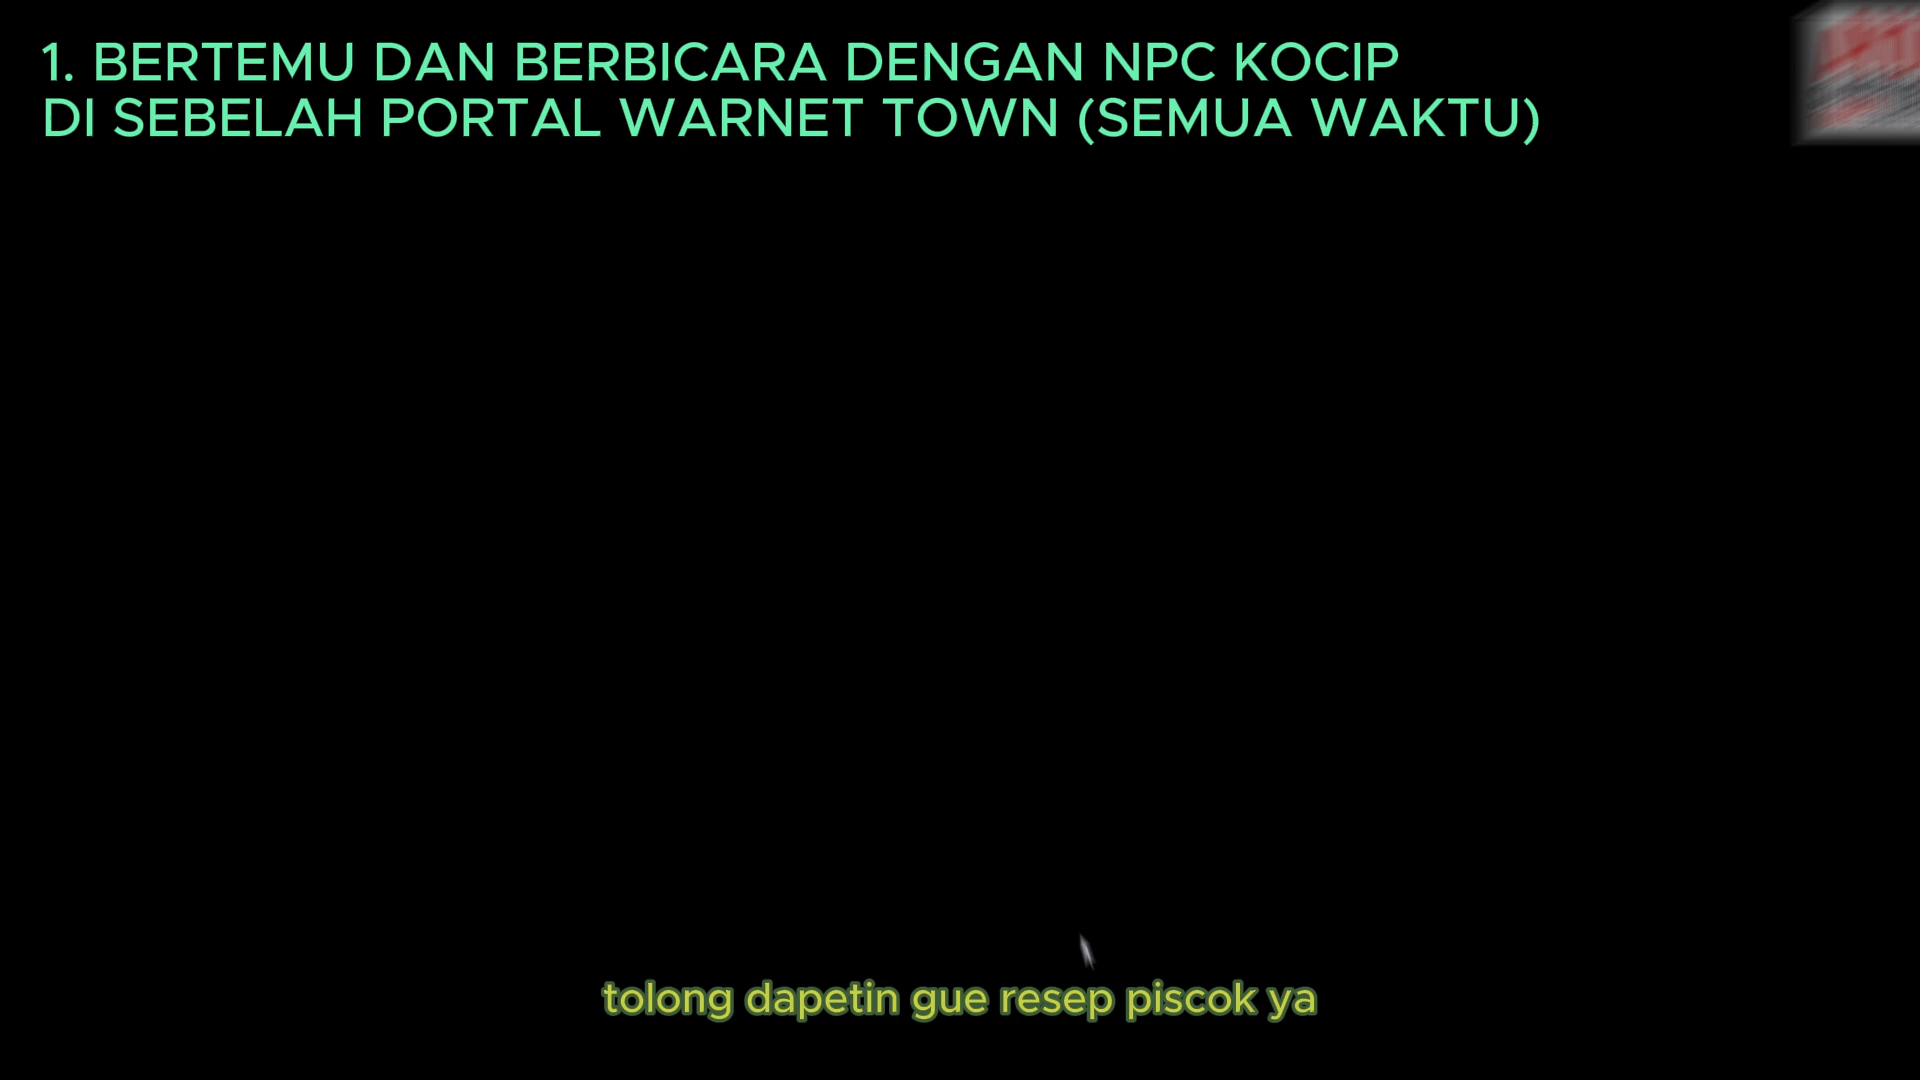 1. BERTEMU DAN BERBICARA DENGAN NPC KOCIP
DI SEBELAH PORTAL WARNET TOWN (SEMUA WAKTU)
tolong dapetin gue resep piscok ya